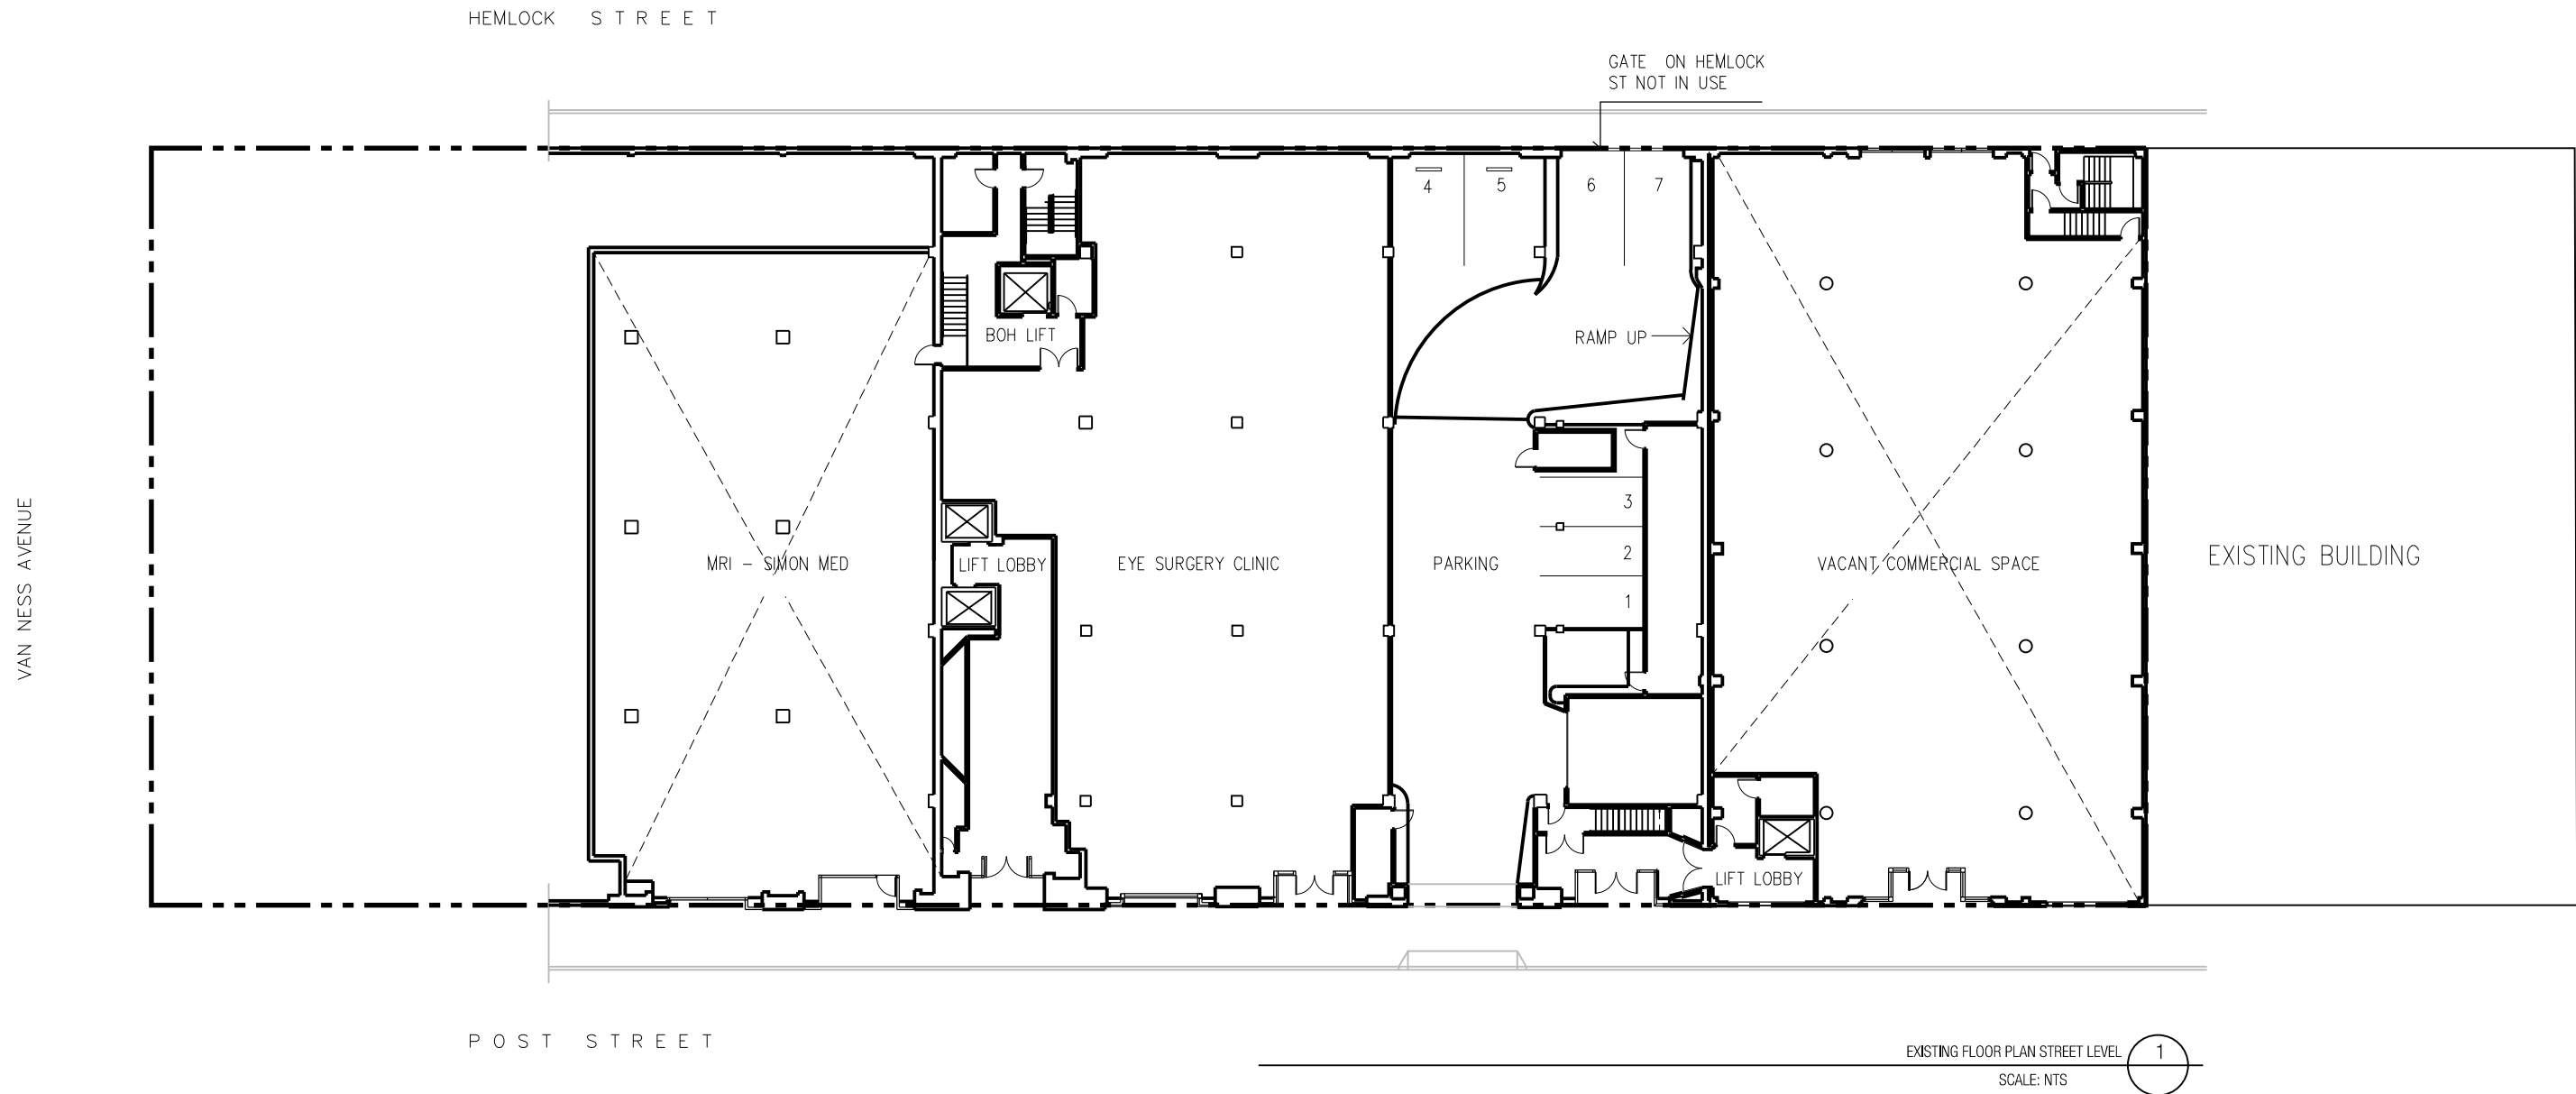 HEMLOCK STREET
GATE ON HEMLOCK
ST NOT IN USE
4
5
6
7
RAMP UP
BOH LIFT
VAN NESS AVENUE
3
2
1
MRI - SIMON MED
LIFT LOBBY
EYE SURGERY CLINIC
PARKING
VACANT COMMERCIAL SPACE
EXISTING BUILDING
LIFT LOBBY
POST STREET
EXISTING FLOOR PLAN STREET LEVEL
1
SCALE: NTS